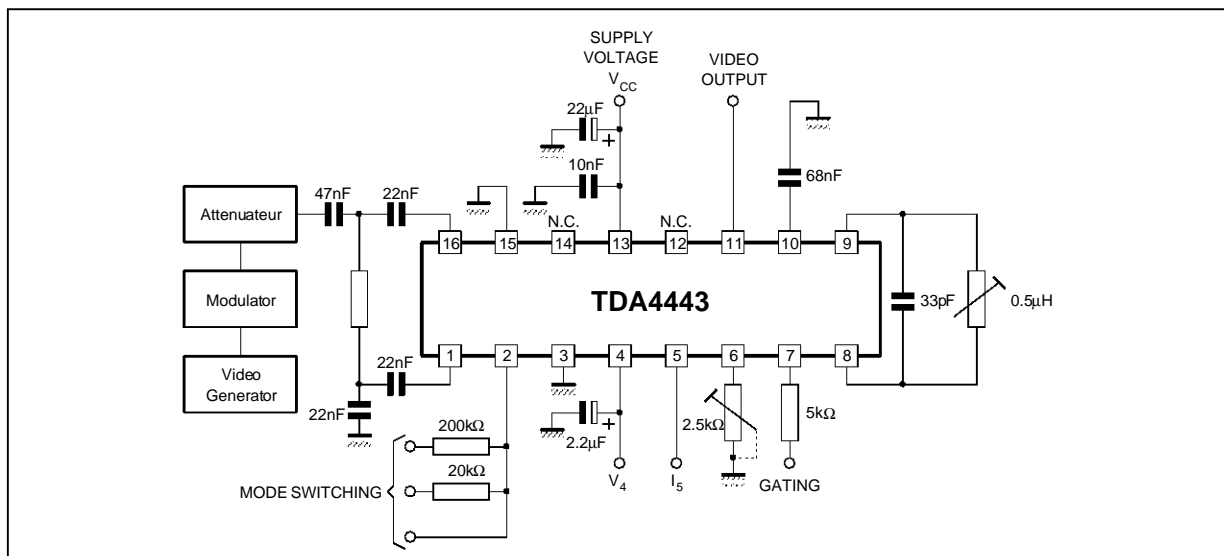 SUPPLY
VOLTAGE
VCC
VIDEO
OUTPUT
22µF
+
10nF
68nF
47nF
22nF
Attenuateur
N.C.
N.C.
16
15
14
13
12
11
10
9
Modulator
TDA4443
33pF
0.5µH
Video
Generator
22nF
1
2
3
4
5
6
7
8
22nF
200kΩ
+
2.2µF
2.5kΩ
5kΩ
20kΩ
MODE SWITCHING
V4
I5
GATING